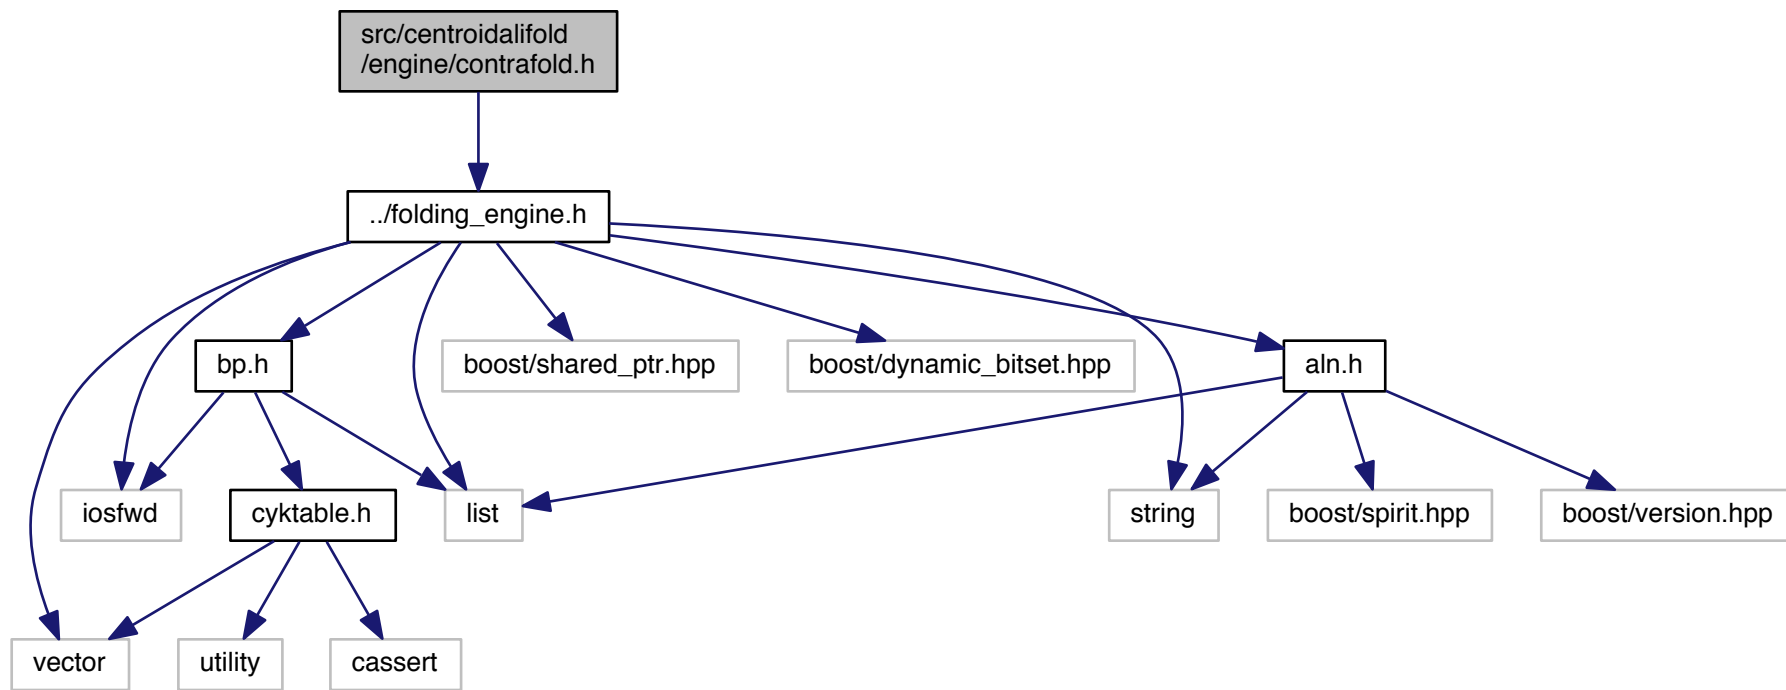 src/centroidalifold
/engine/contrafold.h
../folding_engine.h
bp.h
boost/shared_ptr.hpp
boost/dynamic_bitset.hpp
aln.h
iosfwd
cyktable.h
list
string
boost/spirit.hpp
boost/version.hpp
vector
utility
cassert